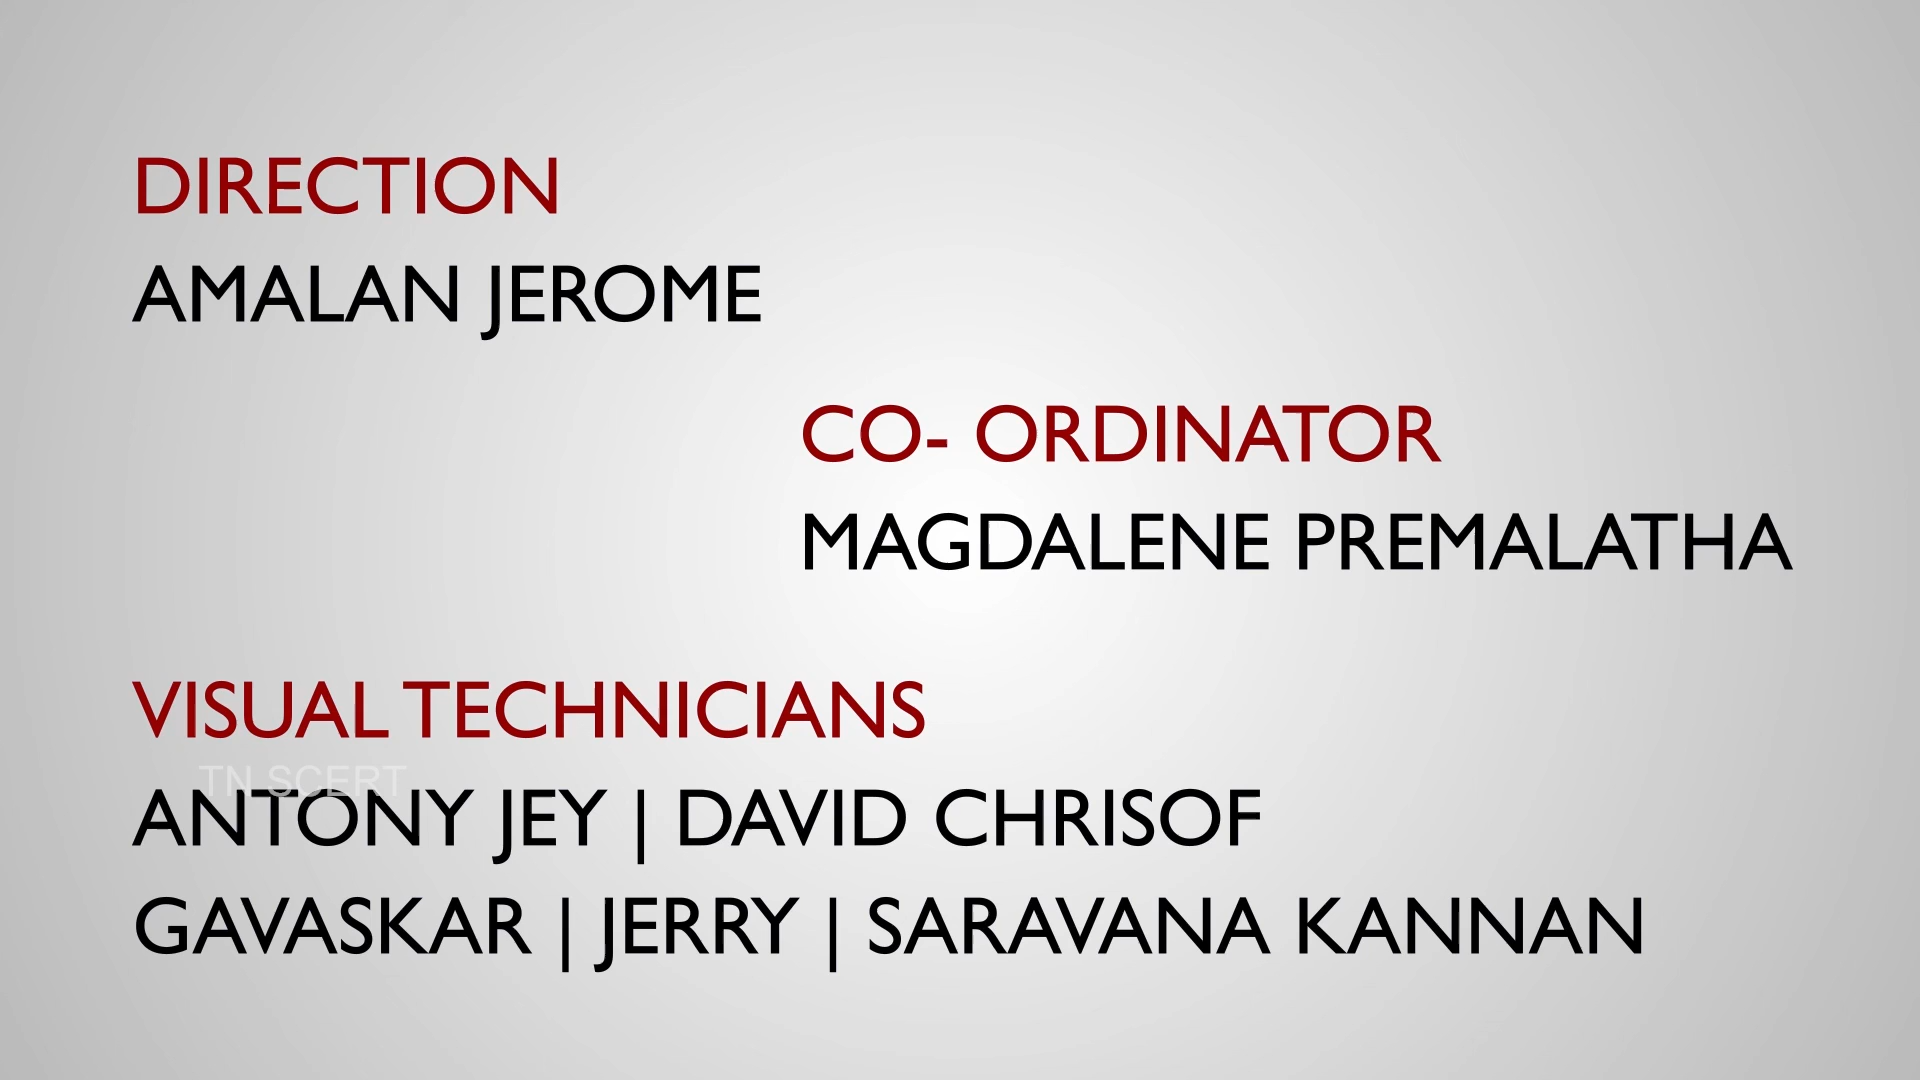 DIRECTION
AMALAN JEROME
CO- ORDINATOR
MAGDALENE PREMALATHA
VISUAL TECHNICIANS
TN SCERT
ANTONY JEY | DAVID CHRISOF
GAVASKAR | JERRY | SARAVANA KANNAN